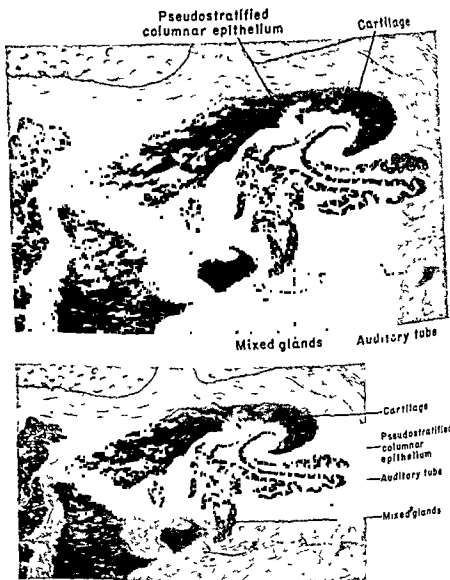 Pseudostratified
columnar epithelium
Cartilage
Mixed glands
Auditory tube
Cartilage
Pseudostratified
columnar
epithelium
Auditory tube
Mixed glands